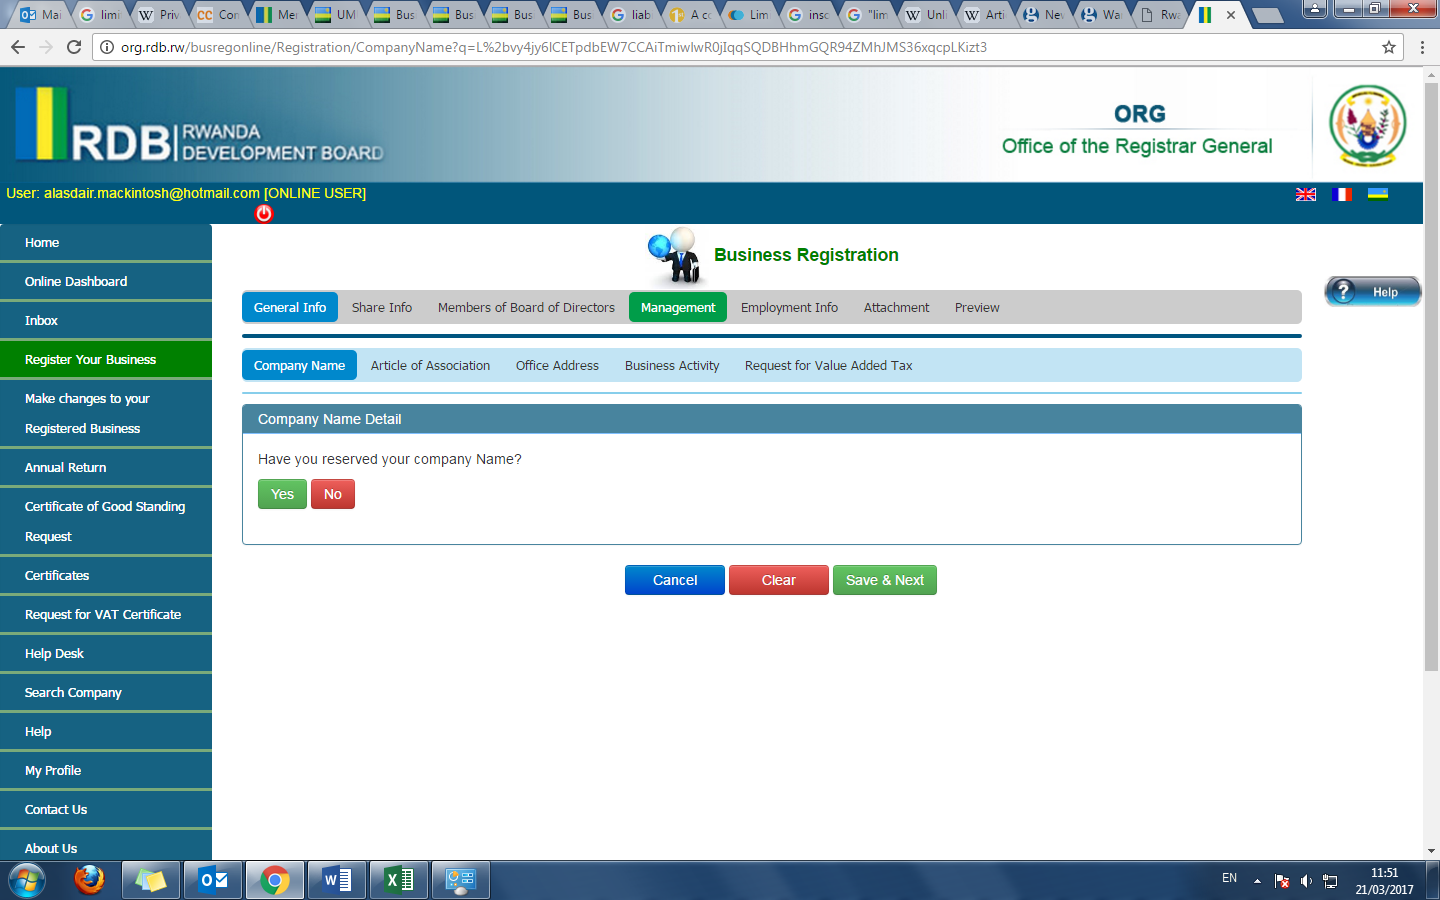 Mai
limi
Priv
CC Con
Mer
UM
Bus
Bus
Bus
Bus
liab
A co
Lim
inso
"lim
Unli
Arti
Nev
Wa
Rwa
org.rdb.rw/busregonline/Registration/CompanyName?q=L%2bvy4jy6lCETpdbEW7CCAiTmiwlwR0jIqqSQDBHhmGQR94ZMhJMS36xqcpLKizt3
RDB
RWANDA
DEVELOPMENT BOARD
ORG
Office of the Registrar General
User: alasdair.mackintosh@hotmail.com [ONLINE USER]
Home
Online Dashboard
Inbox
Register Your Business
Make changes to your
Registered Business
Annual Return
Certificate of Good Standing
Request
Certificates
Request for VAT Certificate
Help Desk
Search Company
Help
My Profile
Contact Us
About Us
Business Registration
? Help
General Info Share Info Members of Board of Directors Management Employment Info Attachment Preview
Company Name Article of Association Office Address Business Activity Request for Value Added Tax
Company Name Detail
Have you reserved your company Name?
Yes No
Cancel Clear Save & Next
EN
11:51
21/03/2017